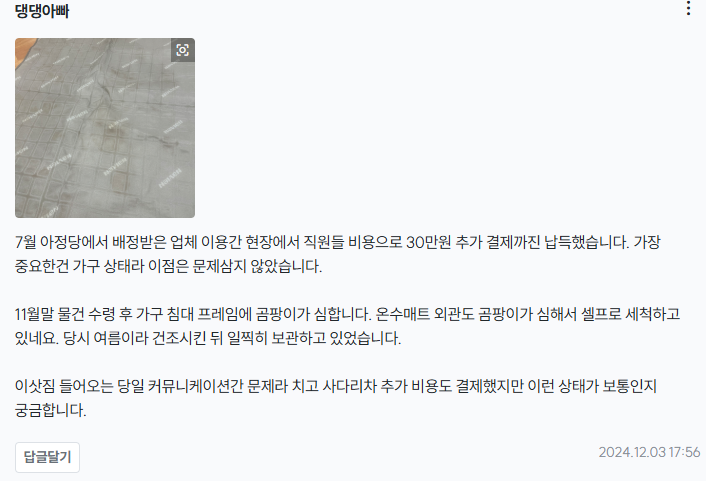 댕댕아빠
7월 아정당에서 배정받은 업체 이용간 현장에서 직원들 비용으로 30만원 추가 결제까진 납득했습니다. 가장
중요한건 가구 상태라 이점은 문제삼지 않았습니다.
11월말 물건 수령 후 가구 침대 프레임에 곰팡이가 심합니다. 온수매트 외관도 곰팡이가 심해서 셀프로 세척하고
있네요. 당시 여름이라 건조시킨 뒤 일찍히 보관하고 있었습니다.
이삿짐 들어오는 당일 커뮤니케이션간 문제라 치고 사다리차 추가 비용도 결제했지만 이런 상태가 보통인지
궁금합니다.
답글달기
2024.12.03 17:56